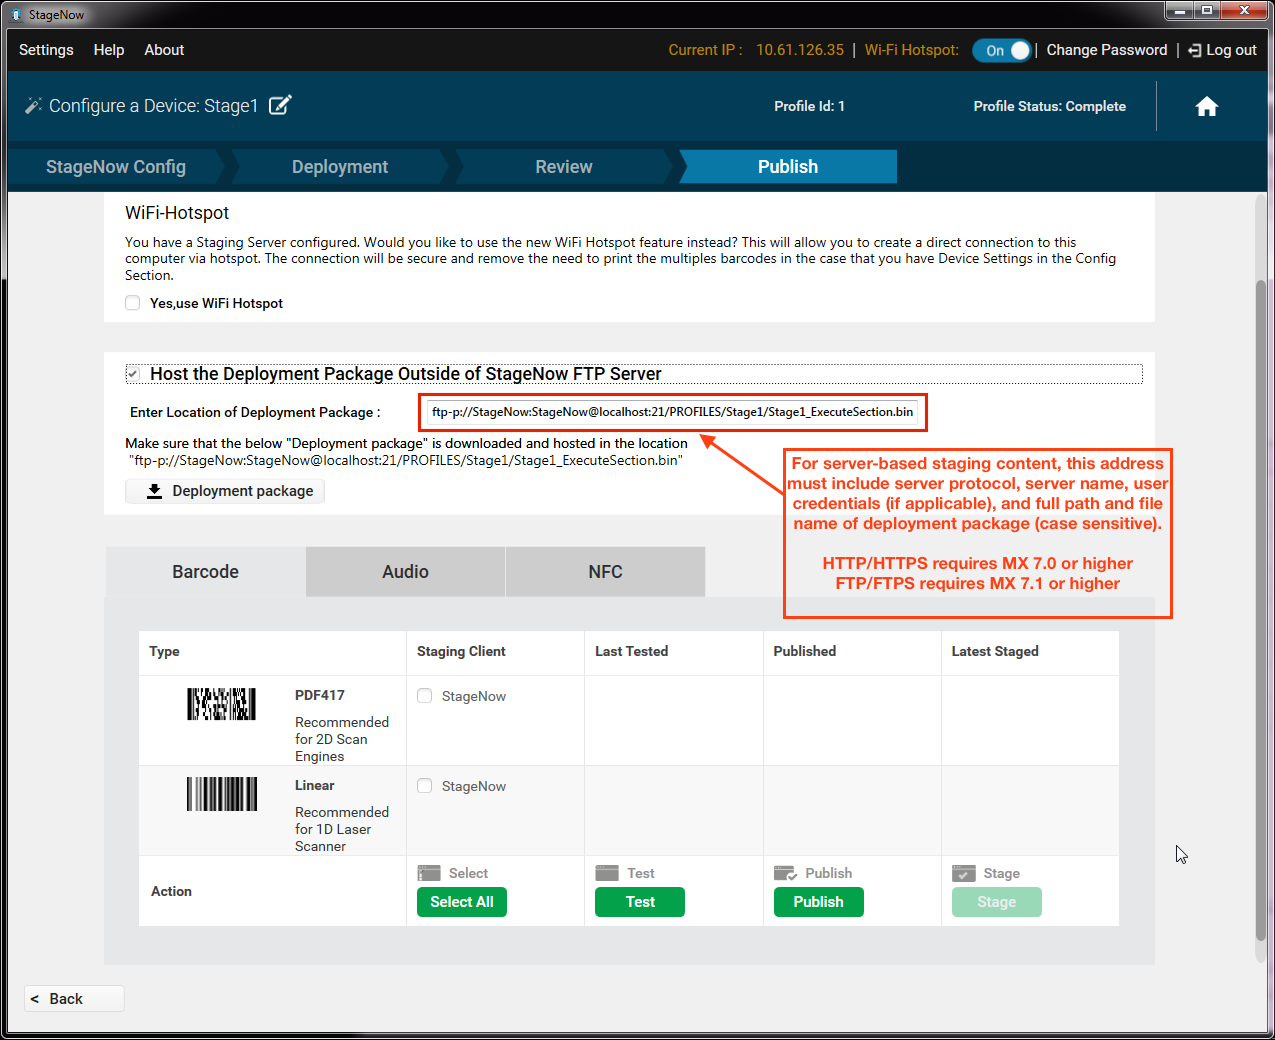 StageNow
Settings Help About Current IP : 10.61.126.35 | Wi-Fi Hotspot: On | Change Password | Log out
Configure a Device: Stage1 Profile Id: 1 Profile Status: Complete
StageNow Config Deployment Review Publish
WiFi-Hotspot
You have a Staging Server configured. Would you like to use the new WiFi Hotspot feature instead? This will allow you to create a direct connection to this
computer via hotspot. The connection will be secure and remove the need to print the multiples barcodes in the case that you have Device Settings in the Config
Section.
Yes,use WiFi Hotspot
Host the Deployment Package Outside of StageNow FTP Server
Enter Location of Deployment Package : ftp-p://StageNow:StageNow@localhost:21/PROFILES/Stage1/Stage1_ExecuteSection.bin
Make sure that the below "Deployment package" is downloaded and hosted in the location
"ftp-p://StageNow:StageNow@localhost:21/PROFILES/Stage1/Stage1_ExecuteSection.bin"
Deployment package
For server-based staging content, this address
must include server protocol, server name, user
credentials (if applicable), and full path and file
name of deployment package (case sensitive).
HTTP/HTTPS requires MX 7.0 or higher
FTP/FTPS requires MX 7.1 or higher
Barcode Audio NFC
Type Staging Client Last Tested Published Latest Staged
PDF417 StageNow
Recommended
for 2D Scan
Engines
Linear StageNow
Recommended
for 1D Laser
Scanner
Select Test Publish Stage
Action Select All Test Publish Stage
< Back